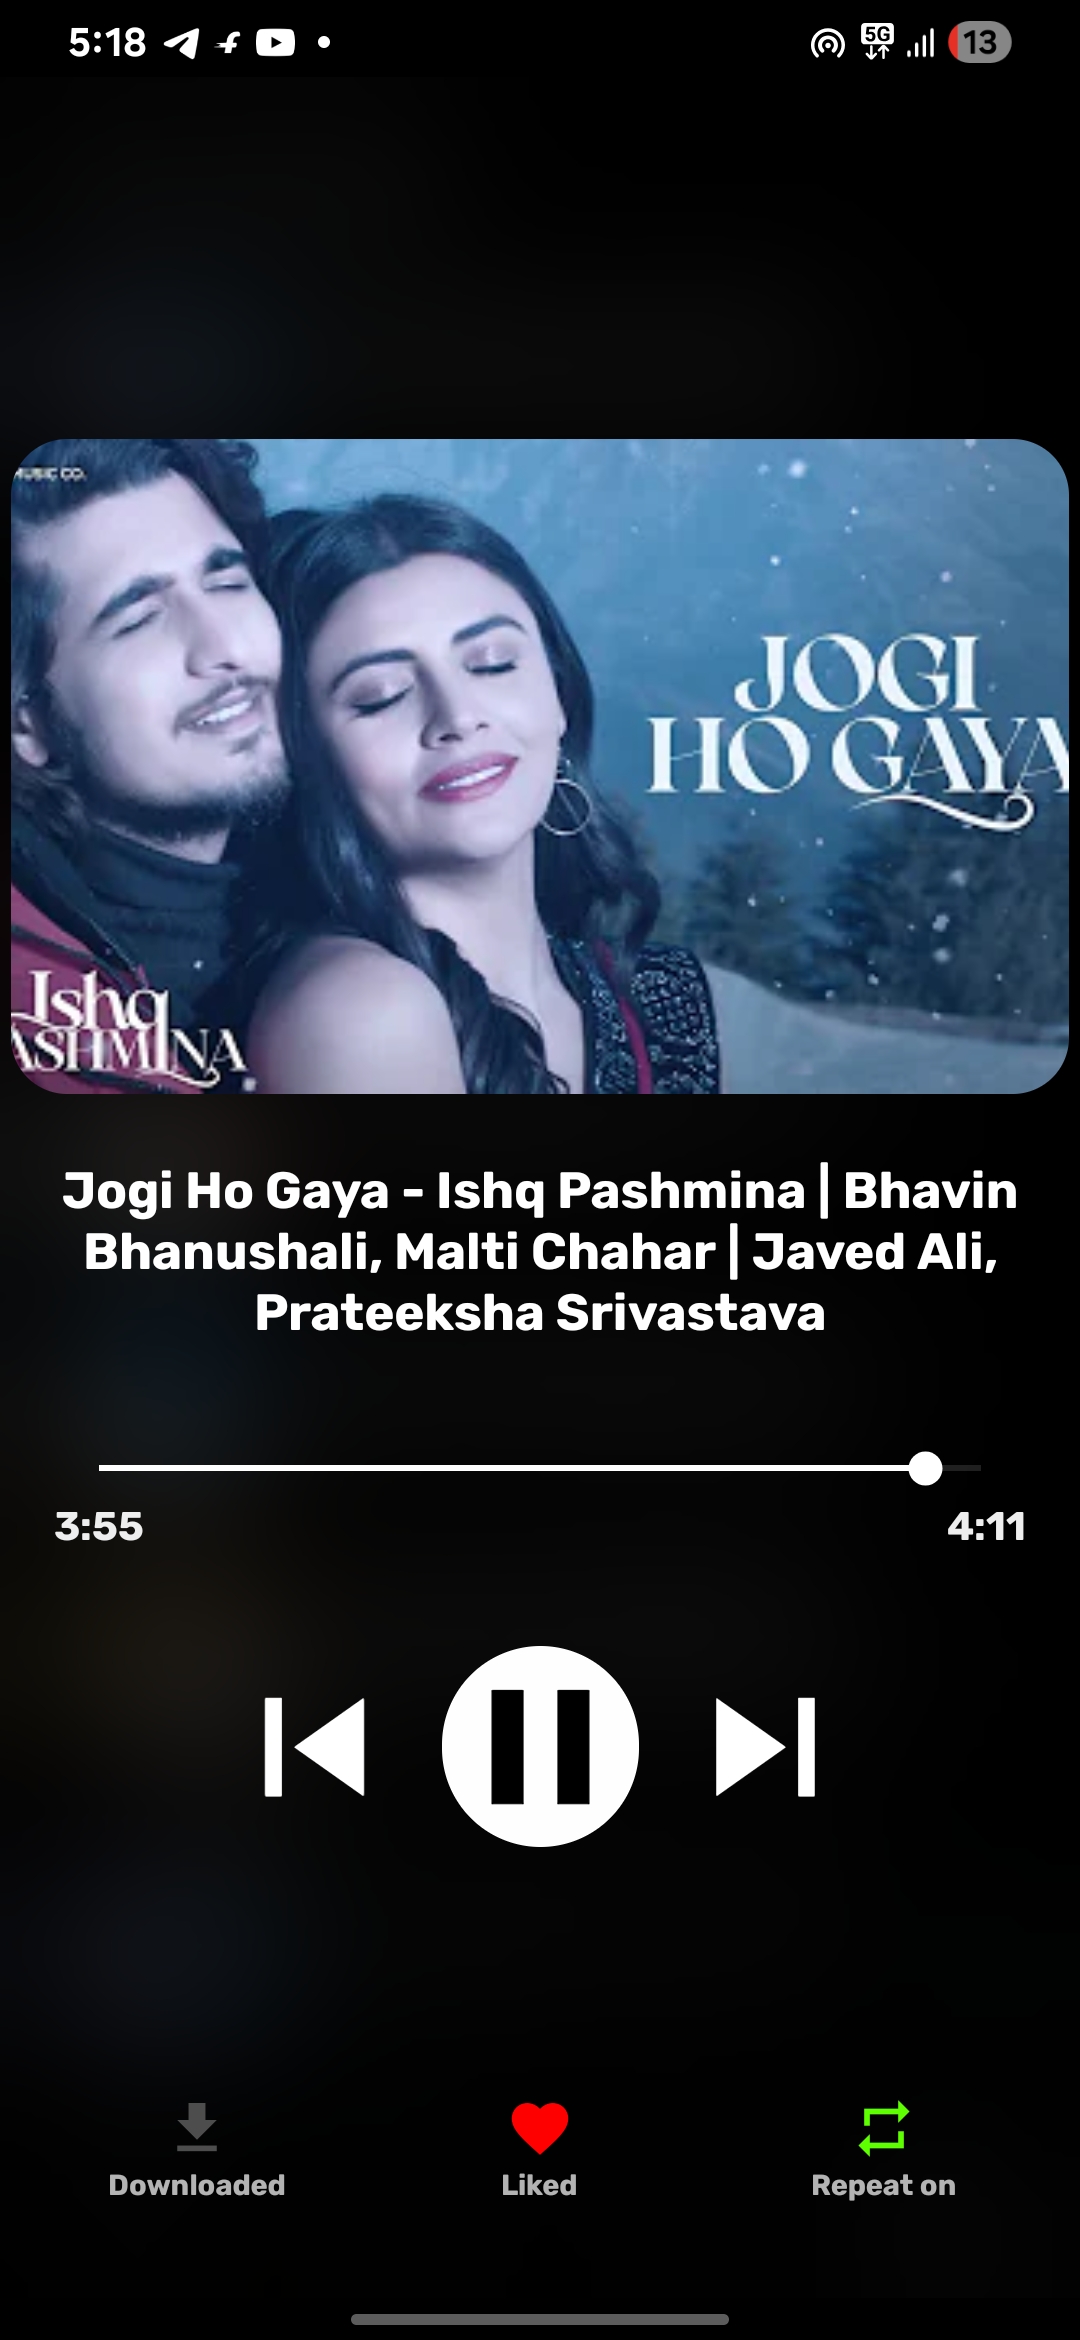 5:18
5G
13
MUSIC CO.
JOGI
HO GAYA
Ishq
ASHMINA
Jogi Ho Gaya - Ishq Pashmina | Bhavin
Bhanushali, Malti Chahar | Javed Ali,
Prateeksha Srivastava
3:55
4:11
Downloaded
Liked
Repeat on